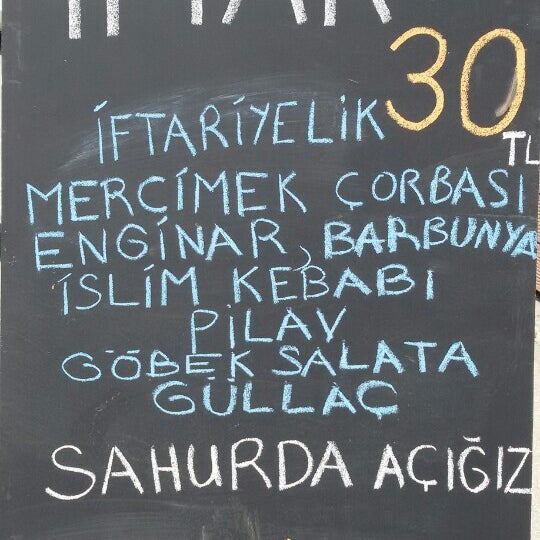 İFTAR
30
TL
İFTARİYELİK
MERCİMEK ÇORBASI
ENGİNAR, BARBUNYA
İSLİM KEBABI
PİLAV
GÖBEK SALATA
GÜLLAÇ
SAHURDA AÇIĞIZ